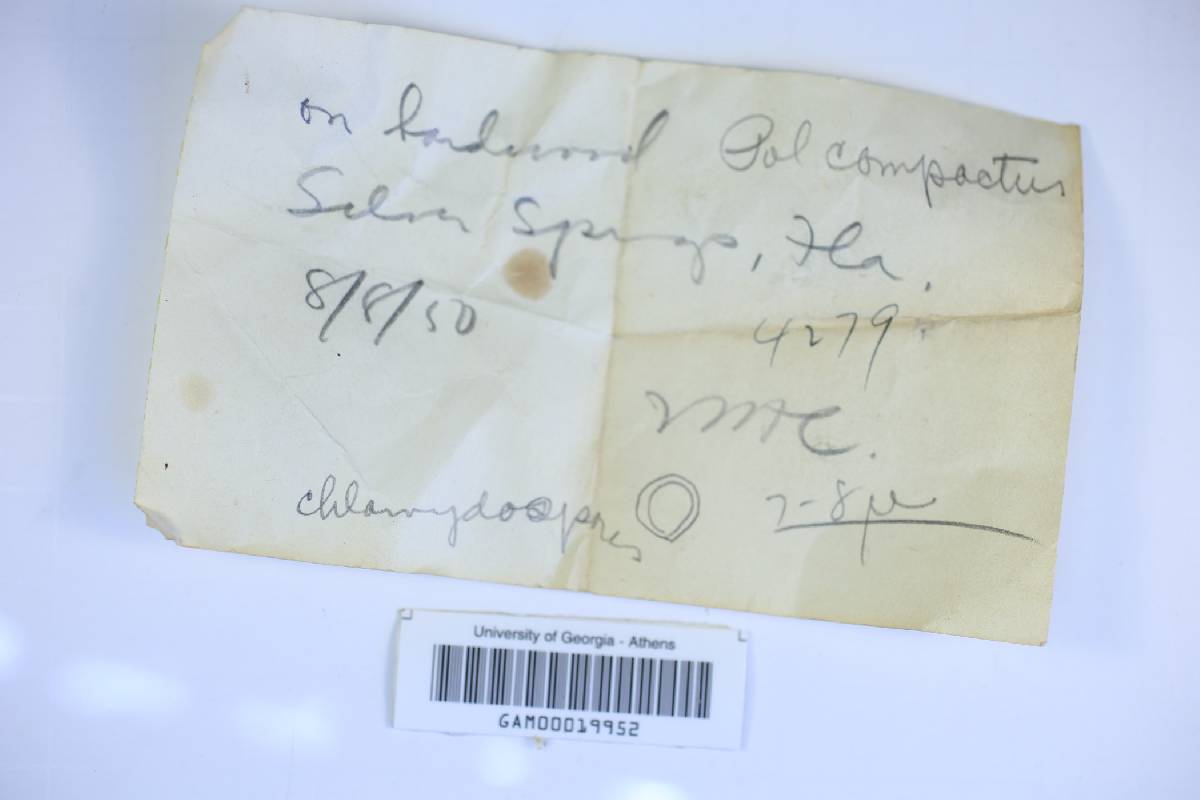 on hardwood Pol compactus
Silver Springs, Fla.
8/8/50
4279.
chlamydospores 7-8µ
University of Georgia - Athens
GAM00019952